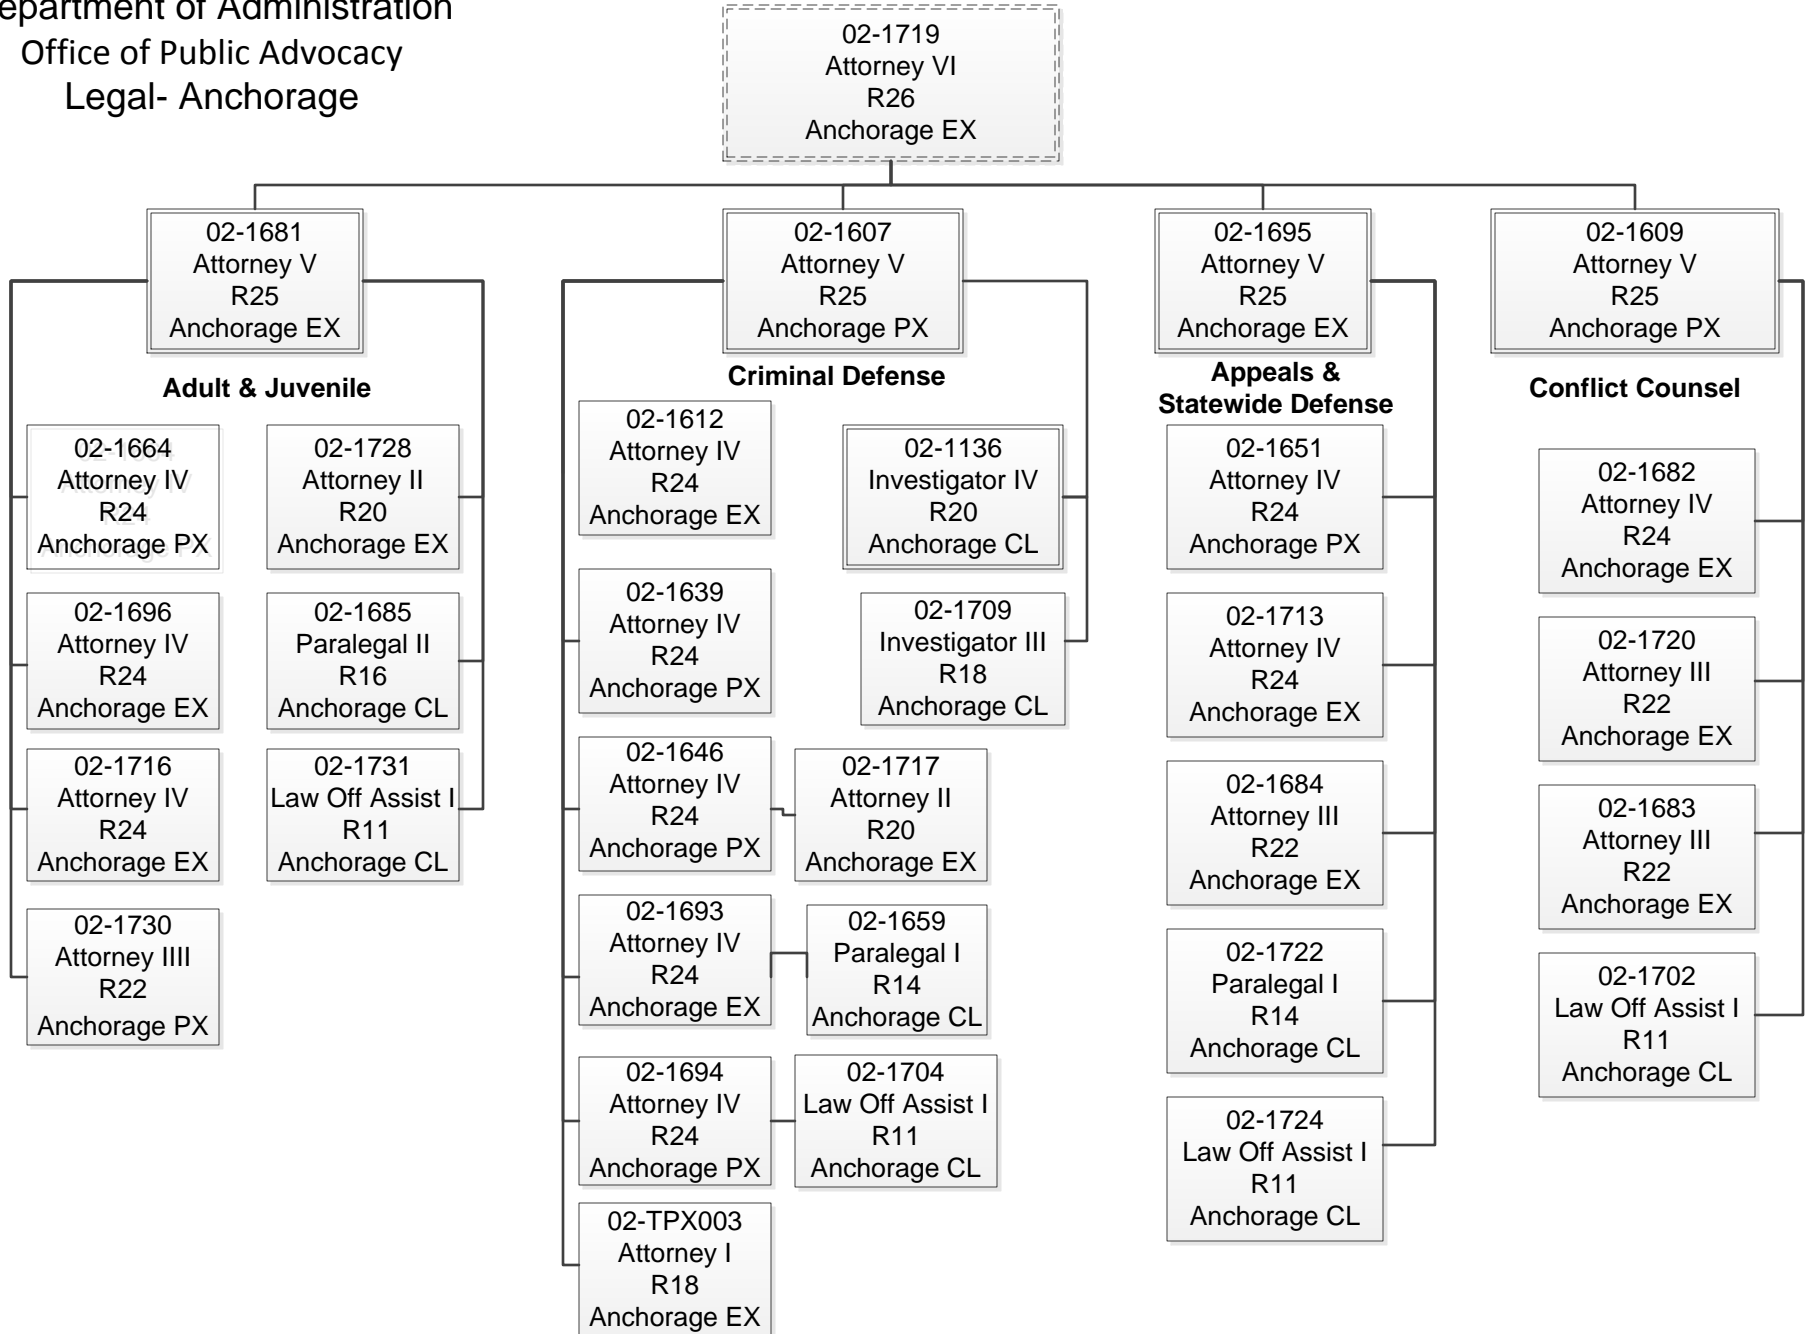 epartment of Administration
Office of Public Advocacy
Legal- Anchorage
02-1719
Attorney VI
R26
Anchorage EX
02-1681
Attorney V
R25
Anchorage EX
02-1607
Attorney V
R25
Anchorage PX
02-1695
Attorney V
R25
Anchorage EX
02-1609
Attorney V
R25
Anchorage PX
Adult & Juvenile
02-1664
Attorney IV
R24
Anchorage PX
02-1728
Attorney II
R20
Anchorage EX
02-1696
Attorney IV
R24
Anchorage EX
02-1685
Paralegal II
R16
Anchorage CL
02-1716
Attorney IV
R24
Anchorage EX
02-1731
Law Off Assist I
R11
Anchorage CL
02-1730
Attorney IIII
R22
Anchorage PX
Criminal Defense
02-1612
Attorney IV
R24
Anchorage EX
02-1136
Investigator IV
R20
Anchorage CL
02-1639
Attorney IV
R24
Anchorage PX
02-1709
Investigator III
R18
Anchorage CL
02-1646
Attorney IV
R24
Anchorage PX
02-1717
Attorney II
R20
Anchorage EX
02-1693
Attorney IV
R24
Anchorage EX
02-1659
Paralegal I
R14
Anchorage CL
02-1694
Attorney IV
R24
Anchorage PX
02-1704
Law Off Assist I
R11
Anchorage CL
02-TPX003
Attorney I
R18
Anchorage EX
Appeals &
Statewide Defense
02-1651
Attorney IV
R24
Anchorage PX
02-1713
Attorney IV
R24
Anchorage EX
02-1684
Attorney III
R22
Anchorage EX
02-1722
Paralegal I
R14
Anchorage CL
02-1724
Law Off Assist I
R11
Anchorage CL
Conflict Counsel
02-1682
Attorney IV
R24
Anchorage EX
02-1720
Attorney III
R22
Anchorage EX
02-1683
Attorney III
R22
Anchorage EX
02-1702
Law Off Assist I
R11
Anchorage CL